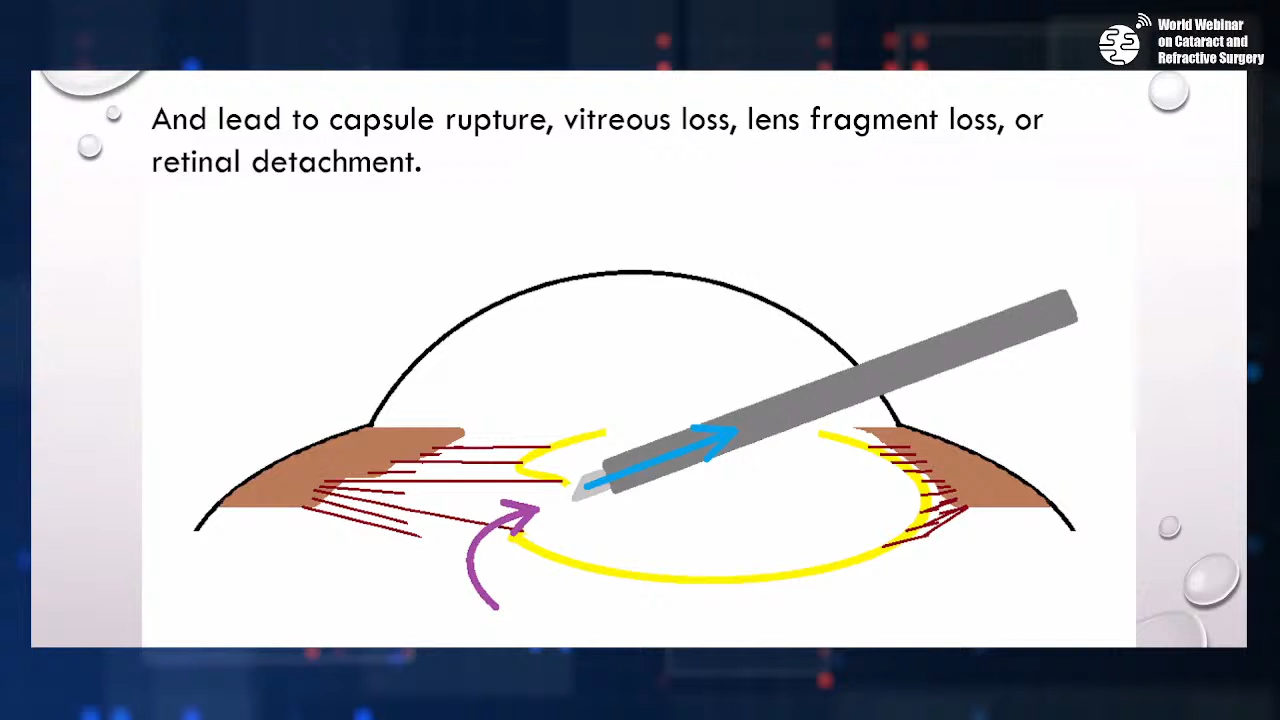 World Webinar
on Cataract and
Refractive Surgery
And lead to capsule rupture, vitreous loss, lens fragment loss, or
retinal detachment.